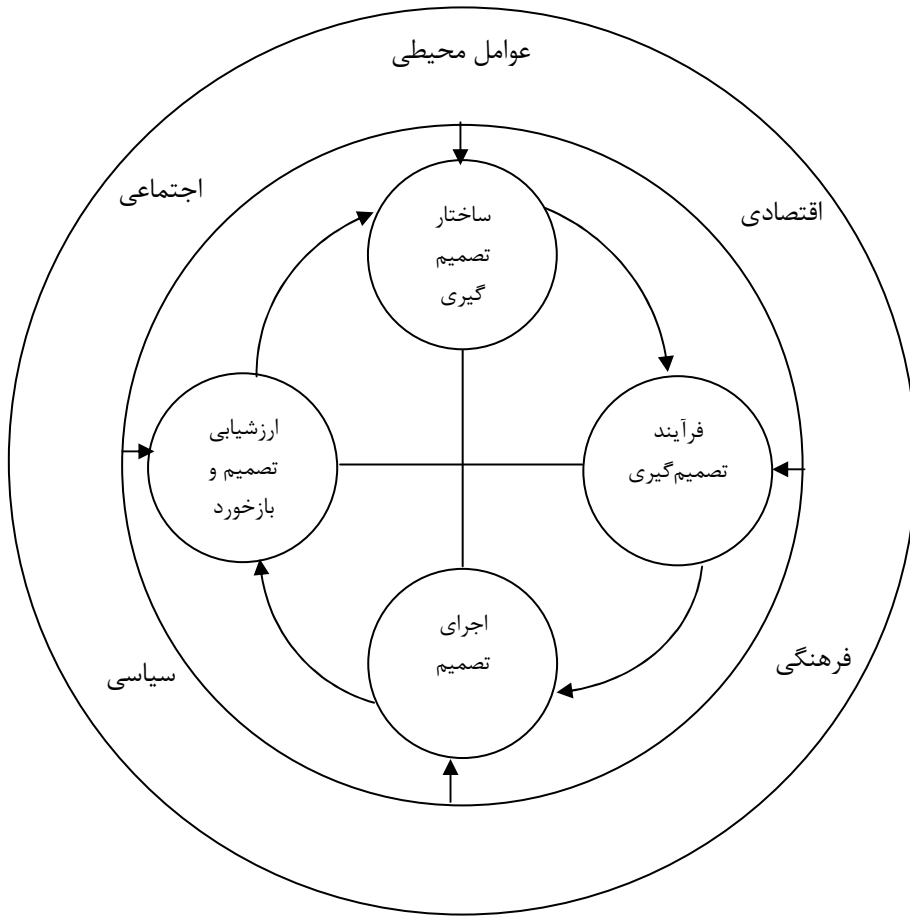 عوامل محیطی
اجتماعی
اقتصادی
ساختار
تصمیم
گیری
ارزشیابی
تصمیم و
بازخورد
فرآیند
تصمیم‌گیری
اجرای
تصمیم
سیاسی
فرهنگی